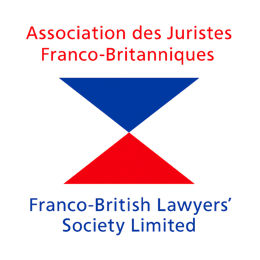 Association des Juristes
Franco-Britanniques
Franco-British Lawyers’
Society Limited